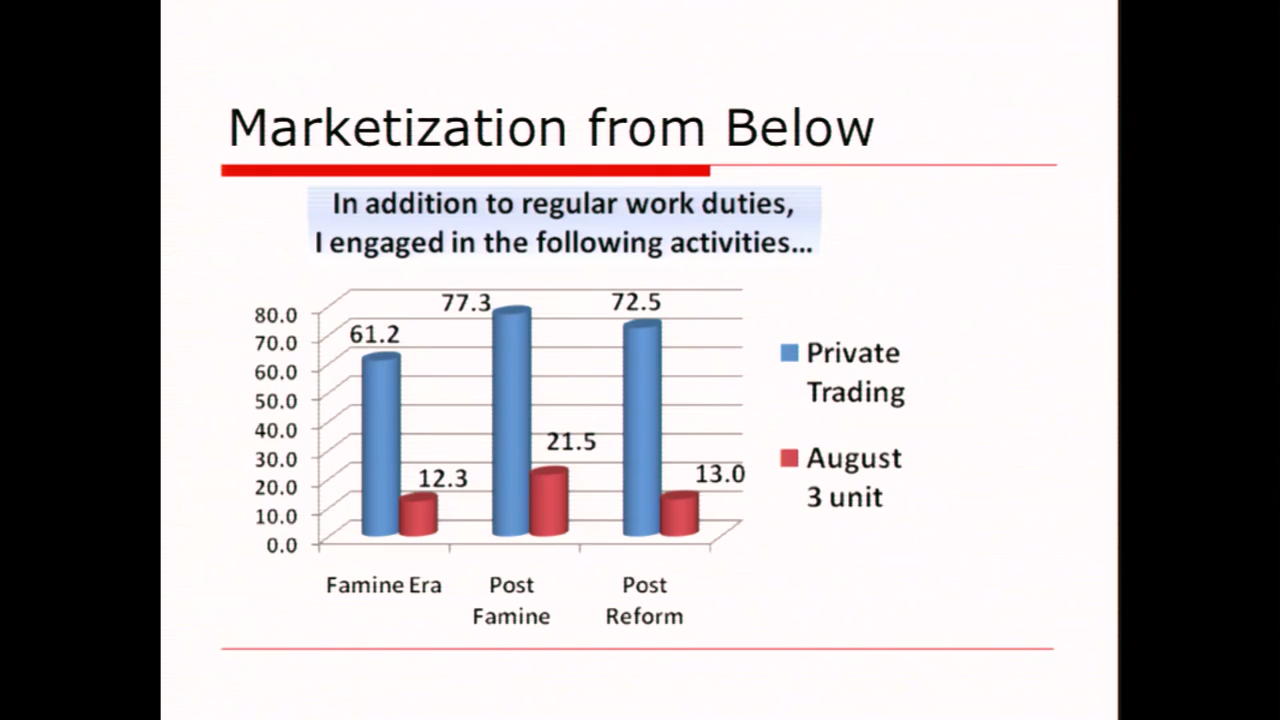 Marketization from Below
In addition to regular work duties,
I engaged in the following activities...
80.0
70.0
60.0
50.0
40.0
30.0
20.0
10.0
0.0
61.2
12.3
77.3
21.5
72.5
13.0
Famine Era
Post
Famine
Post
Reform
Private
Trading
August
3 unit